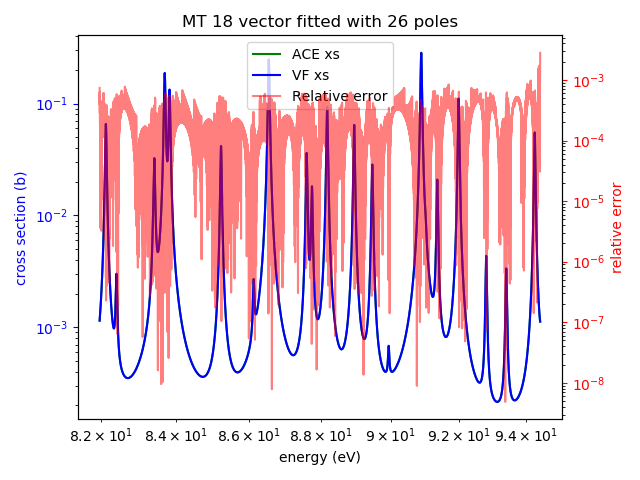 MT 18 vector fitted with 26 poles
ACE xs
VF xs
Relative error
cross section (b)
10⁻¹
10⁻²
10⁻³
relative error
10⁻³
10⁻⁴
10⁻⁵
10⁻⁶
10⁻⁷
10⁻⁸
8.2 × 10¹ 8.4 × 10¹ 8.6 × 10¹ 8.8 × 10¹ 9 × 10¹ 9.2 × 10¹ 9.4 × 10¹
energy (eV)